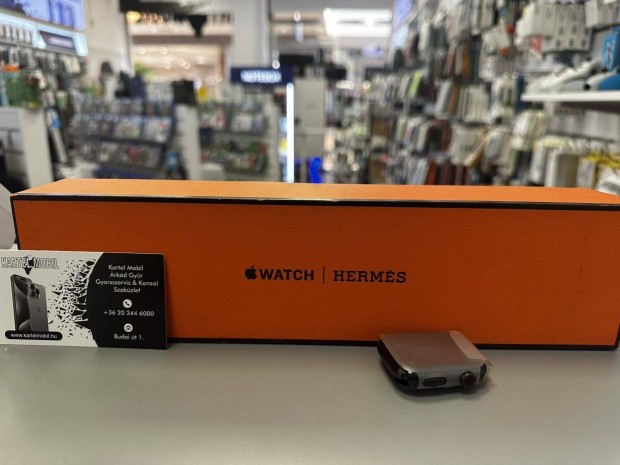 WATCH | HERMÈS
KARTEL MOBIL
www.kartelmobil.hu
Kartel Mobil
Árkád Győr
Gyorsszerviz & Konzol
Szaküzlet
+36 20 344 6000
Budai út 1.